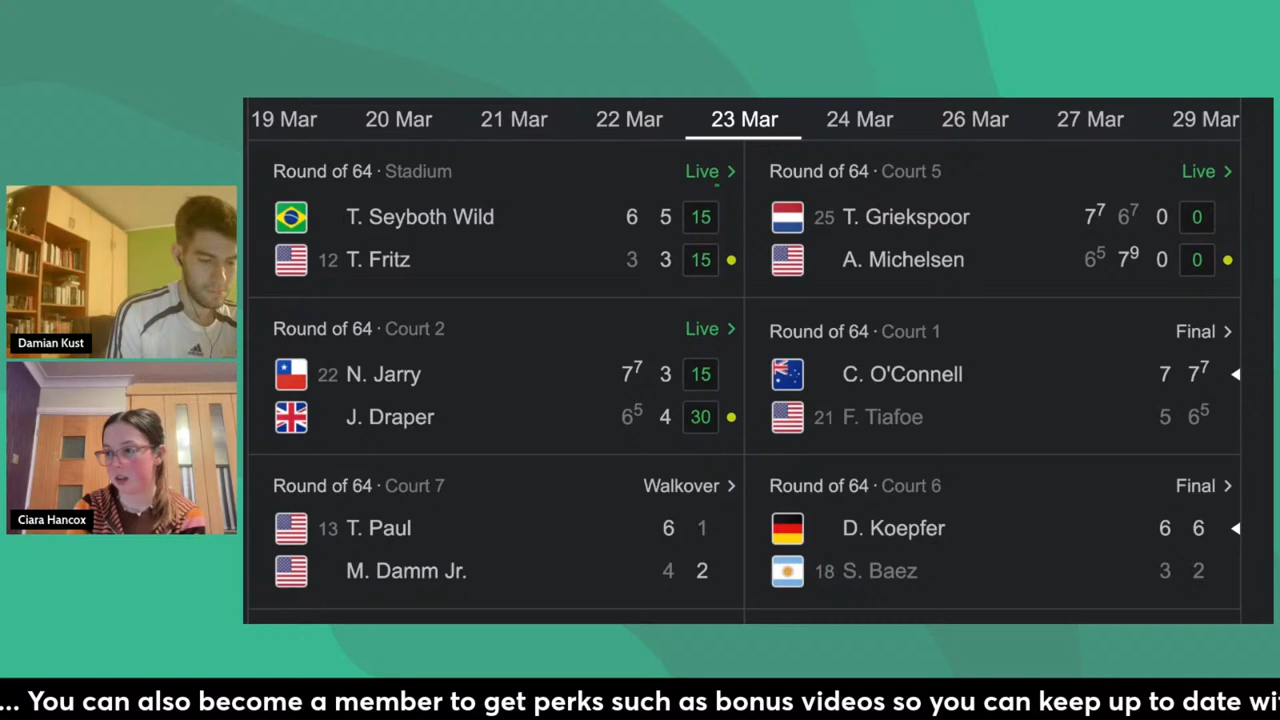 19 Mar 20 Mar 21 Mar 22 Mar 23 Mar 24 Mar 26 Mar 27 Mar 29 Mar
Round of 64 · Stadium Live >
T. Seyboth Wild 6 5 15
12 T. Fritz 3 3 15
Round of 64 · Court 5 Live >
25 T. Griekspoor 7⁷ 6⁷ 0 0
A. Michelsen 6⁵ 7⁹ 0 0
Round of 64 · Court 2 Live >
22 N. Jarry 7⁷ 3 15
J. Draper 6⁵ 4 30
Round of 64 · Court 1 Final >
C. O'Connell 7 7⁷
21 F. Tiafoe 5 6⁵
Round of 64 · Court 7 Walkover >
13 T. Paul 6 1
M. Damm Jr. 4 2
Round of 64 · Court 6 Final >
D. Koepfer 6 6
18 S. Baez 3 2
Damian Kust
Ciara Hancox
... You can also become a member to get perks such as bonus videos so you can keep up to date wi